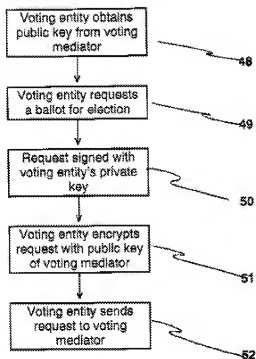 Voting entity obtains
public key from voting
mediator
48
Voting entity requests
a ballot for election
49
Request signed with
voting entity's private
key
50
Voting entity encrypts
request with public key
of voting mediator
51
Voting entity sends
request to voting
mediator
52